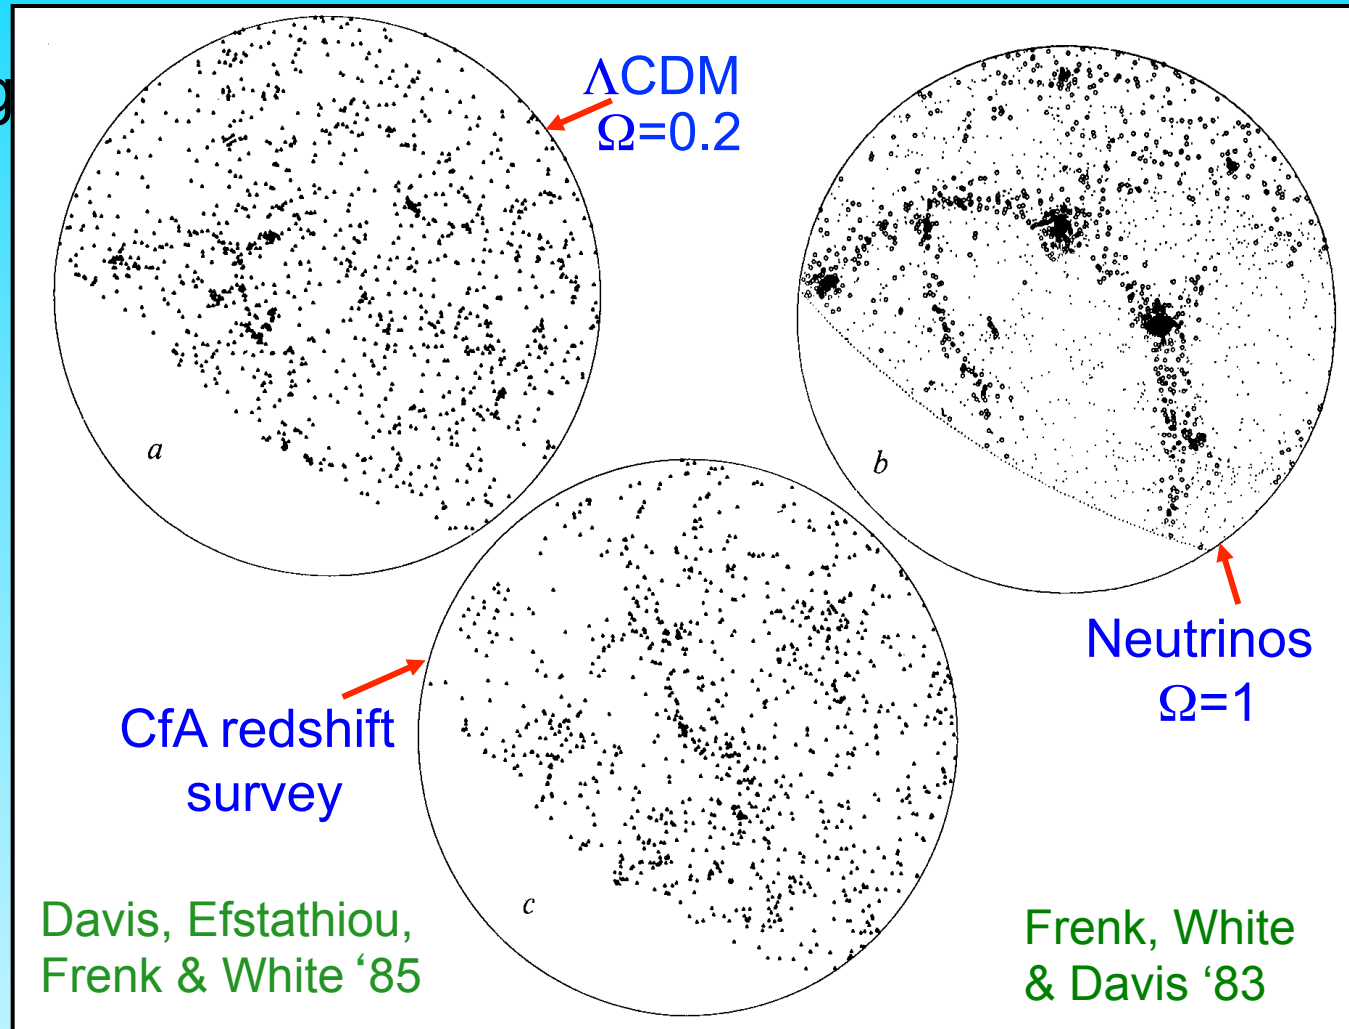 g
ΛCDM
Ω=0.2
a
b
Neutrinos
Ω=1
CfA redshift
survey
c
Davis, Efstathiou,
Frenk & White ‘85
Frenk, White
& Davis ‘83